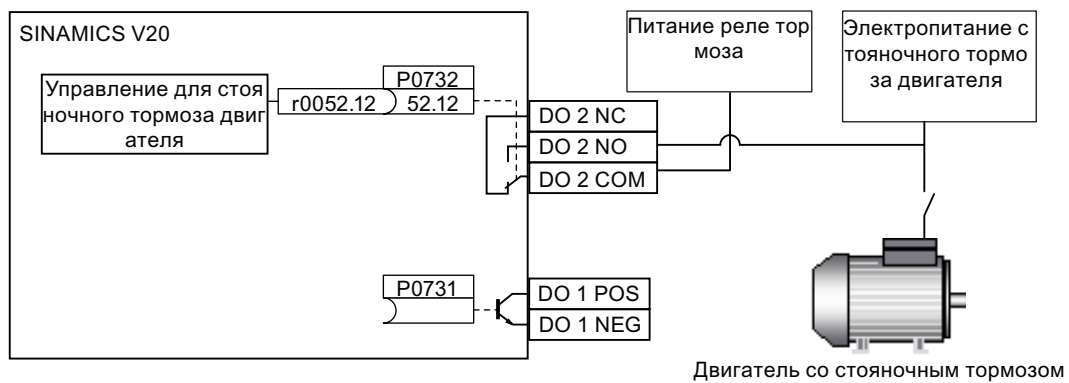 SINAMICS V20
Питание реле тор
моза
Электропитание с
тояночного тормо
за двигателя
Управление для стоя
ночного тормоза двиг
ателя
r0052.12
P0732
52.12
DO 2 NC
DO 2 NO
DO 2 COM
P0731
DO 1 POS
DO 1 NEG
Двигатель со стояночным тормозом